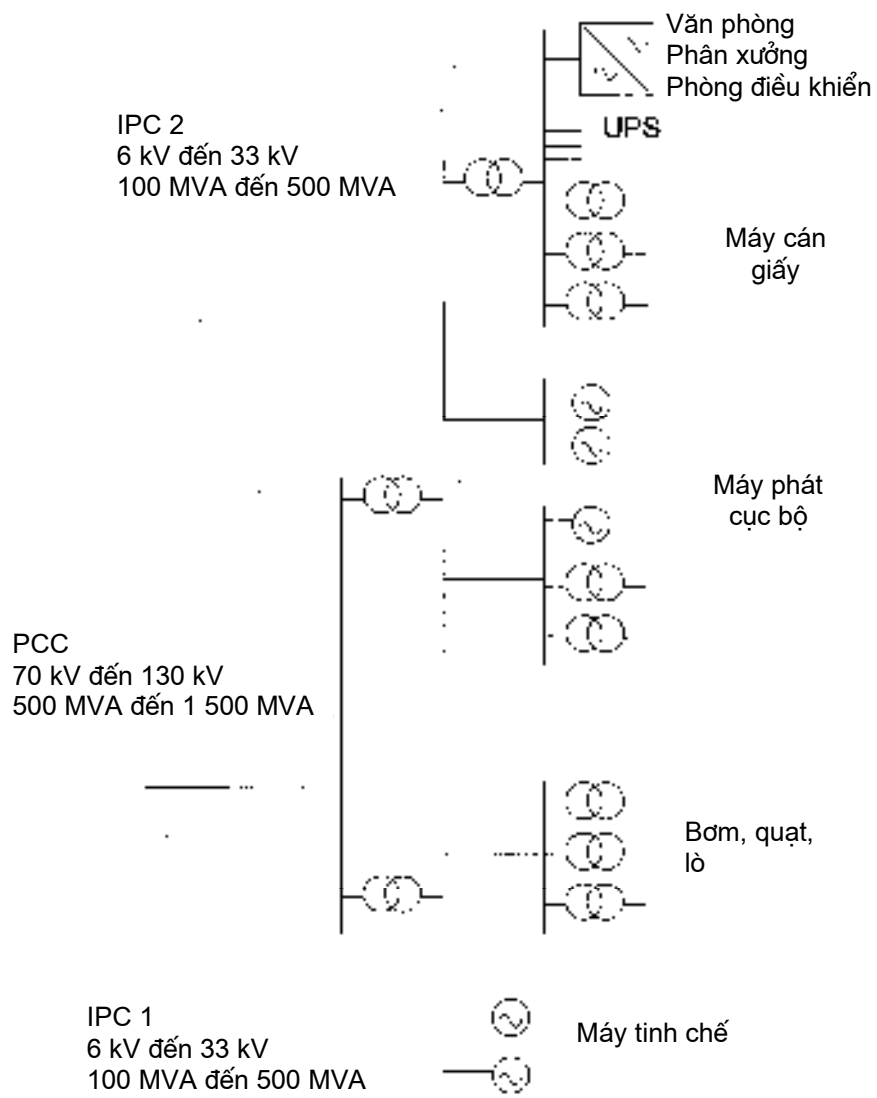 Văn phòng
Phân xưởng
Phòng điều khiển
IPC 2
6 kV đến 33 kV
100 MVA đến 500 MVA
UPS
Máy cán
giấy
Máy phát
cục bộ
PCC
70 kV đến 130 kV
500 MVA đến 1 500 MVA
Bơm, quạt,
lò
IPC 1
6 kV đến 33 kV
100 MVA đến 500 MVA
Máy tinh chế